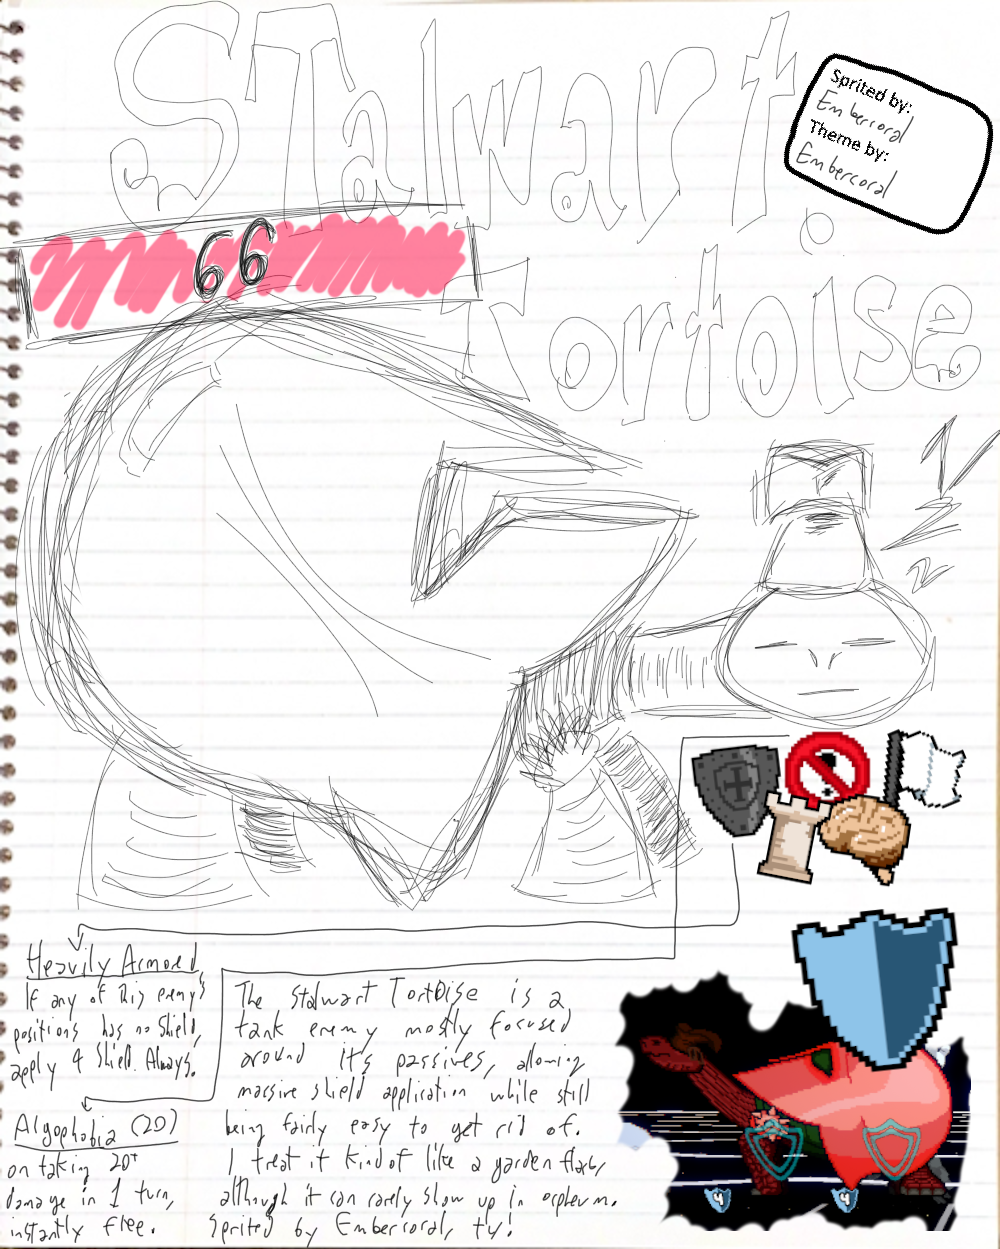 Stalwart
Tortoise
Sprited by:
Embercoral
Theme by:
Embercoral
66
Heavily Armored
If any of this enemy's
positions has no Shield,
apply 4 Shield. Always.
Algophobia (20)
on taking 20+
damage in 1 turn,
instantly flee.
The Stalwart Tortoise is a
tank enemy mostly focused
around it's passives, allowing
massive shield application while still
being fairly easy to get rid of.
I treat it kind of like a garden
although it can rarely show up in orpheum.
Sprited by Embercoral, ty!
4
4